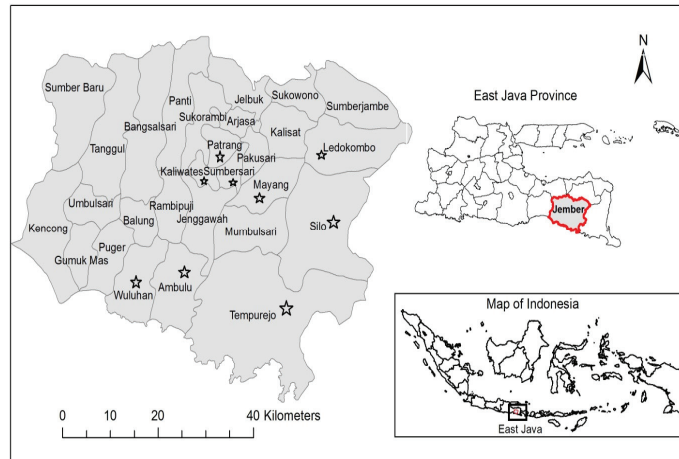 N
East Java Province
Jember
Map of Indonesia
East Java
Sumber Baru
Tanggul
Bangsalsari
Panti
Sukorambi
Jelbuk
Arjasa
Sukowono
Sumberjambe
Kalisat
Ledokombo
Patrang
Pakusari
Kaliwates
Sumbersari
Mayang
Umbulsari
Rambipuji
Kencong
Balung
Jenggawah
Mumbulsari
Silo
Puger
Gumuk Mas
Wuluhan
Ambulu
Tempurejo
0 5 10 20 30 40 Kilometers